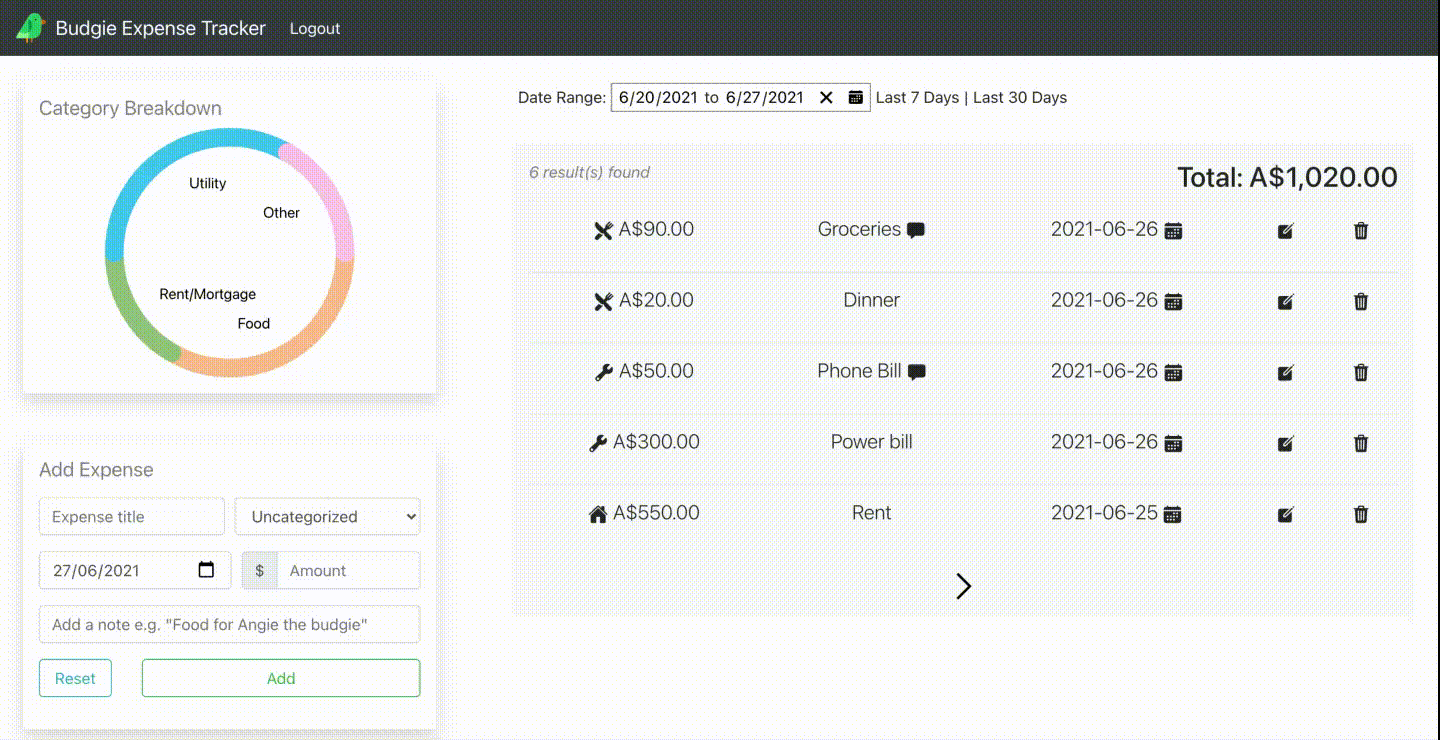 Budgie Expense Tracker Logout
Category Breakdown
Utility
Other
Rent/Mortgage
Food
Add Expense
Expense title Uncategorized
27/06/2021 $ Amount
Add a note e.g. "Food for Angie the budgie"
Reset Add
Date Range: 6/20/2021 to 6/27/2021 Last 7 Days | Last 30 Days
6 result(s) found Total: A$1,020.00
A$90.00 Groceries 2021-06-26
A$20.00 Dinner 2021-06-26
A$50.00 Phone Bill 2021-06-26
A$300.00 Power bill 2021-06-26
A$550.00 Rent 2021-06-25